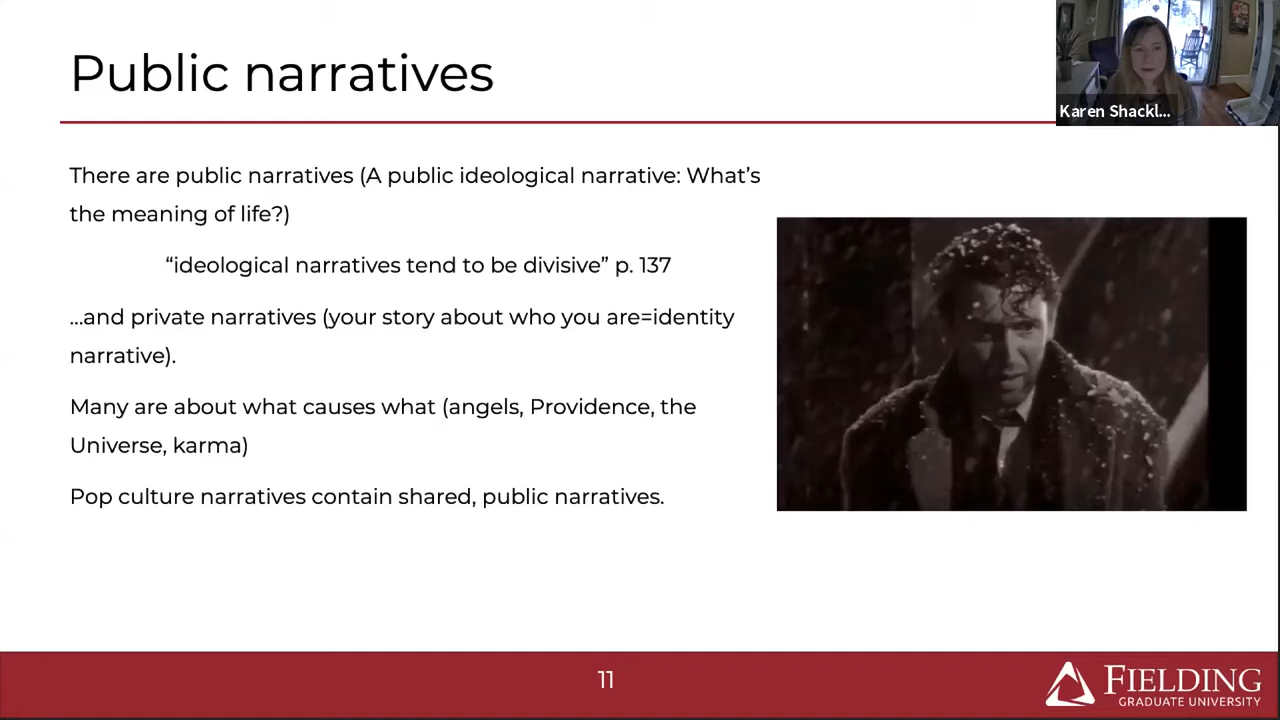 Public narratives
Karen Shackl...
There are public narratives (A public ideological narrative: What’s
the meaning of life?)
“ideological narratives tend to be divisive” p. 137
...and private narratives (your story about who you are=identity
narrative).
Many are about what causes what (angels, Providence, the
Universe, karma)
Pop culture narratives contain shared, public narratives.
11
FIELDING
GRADUATE UNIVERSITY